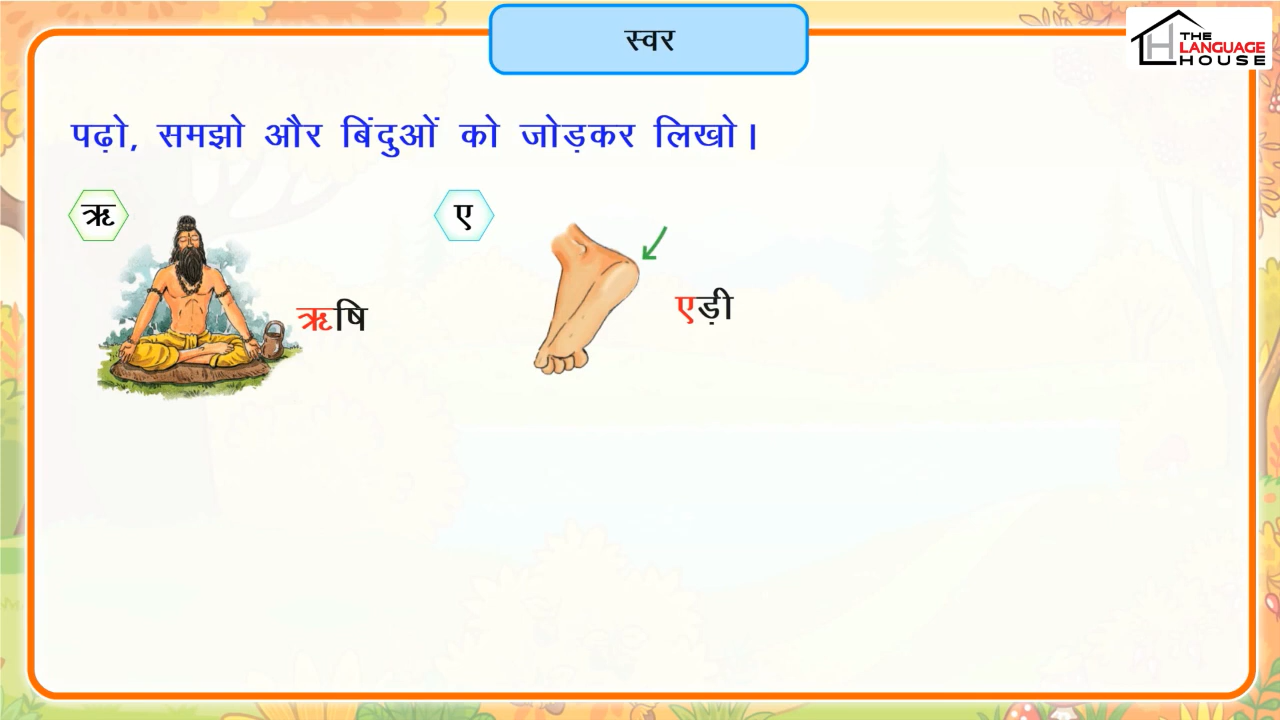 स्वर
THE
LANGUAGE
HOUSE
पढ़ो, समझो और बिंदुओं को जोड़कर लिखो।
ऋ
ए
ऋषि
एड़ी